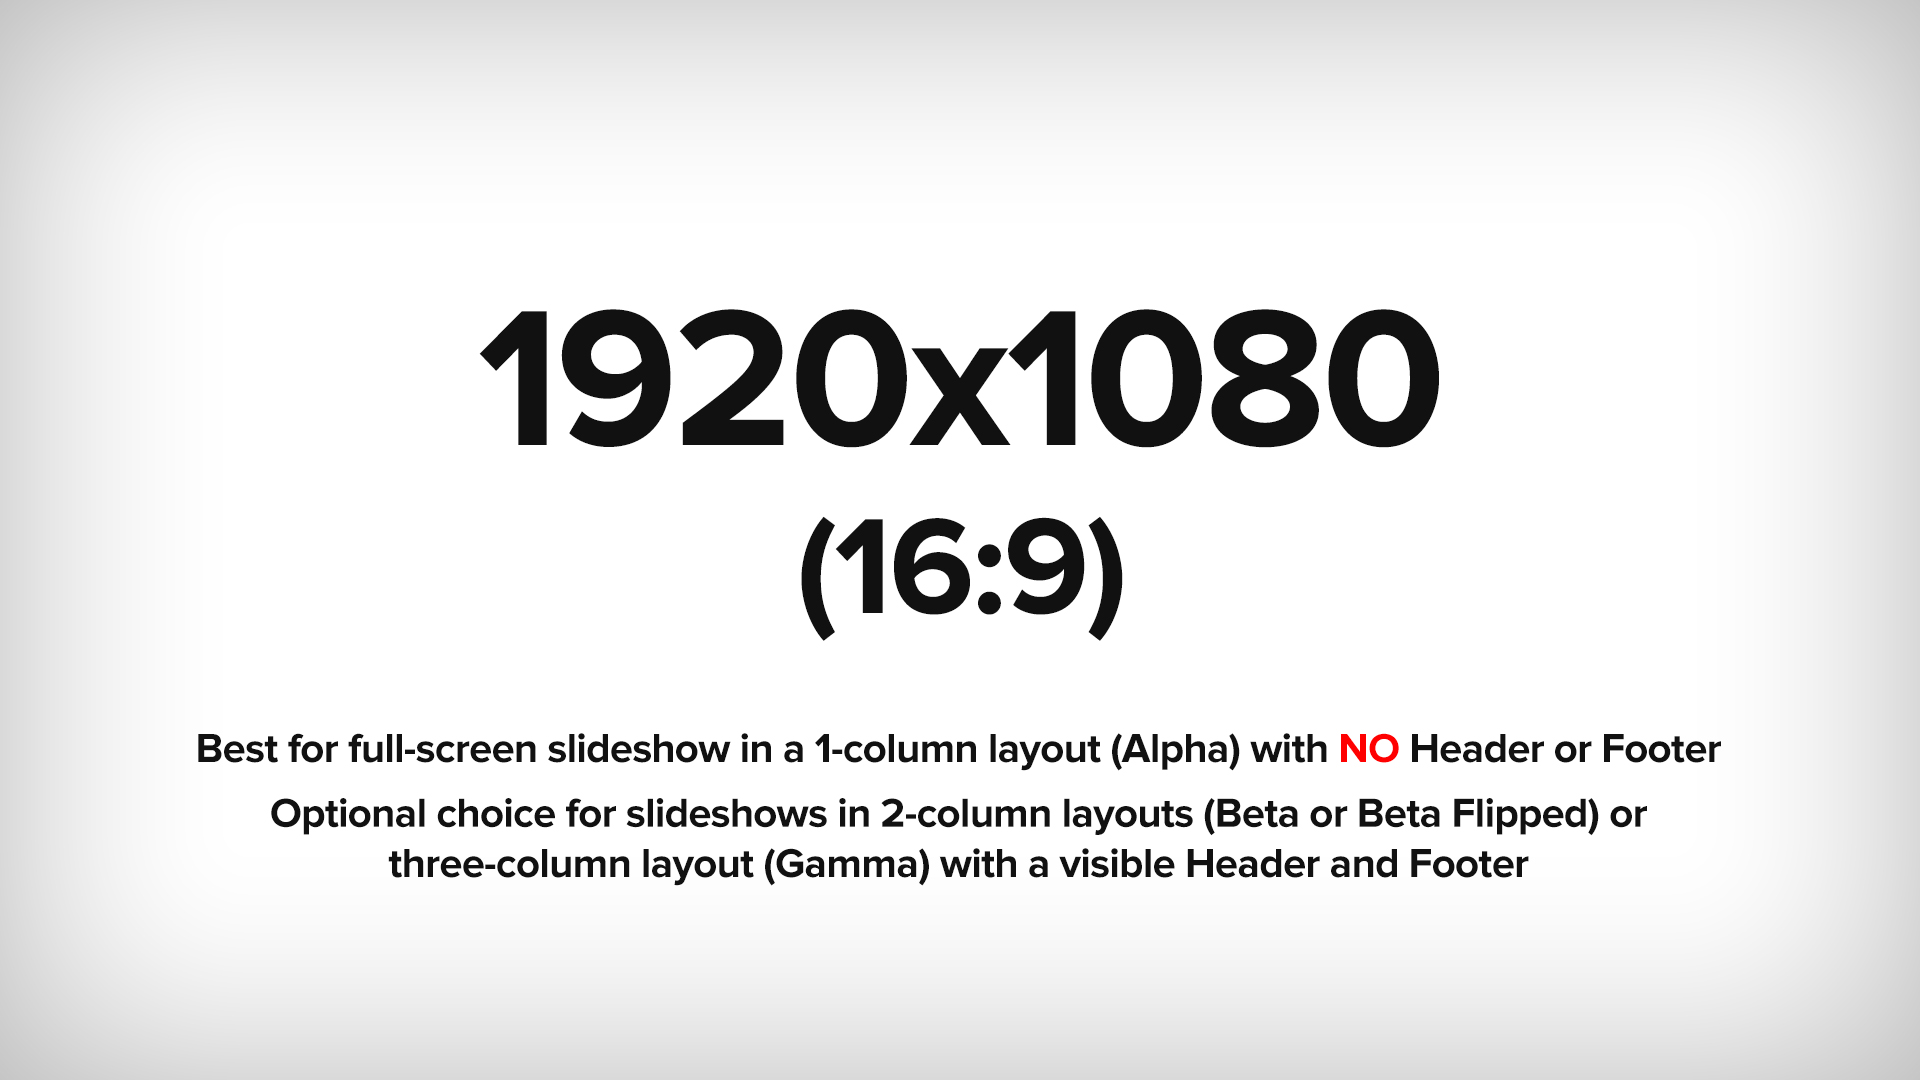 1920x1080
(16:9)
Best for full-screen slideshow in a 1-column layout (Alpha) with NO Header or Footer
Optional choice for slideshows in 2-column layouts (Beta or Beta Flipped) or
three-column layout (Gamma) with a visible Header and Footer